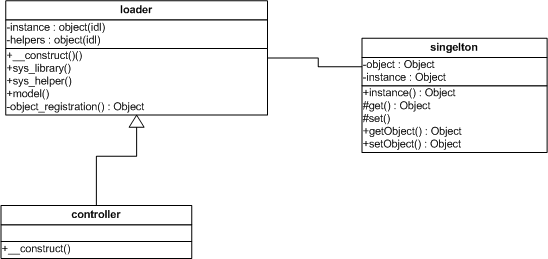 loader
-instance : object(idl)
-helpers : object(idl)
+__construct()()
+sys_library()
+sys_helper()
+model()
-object_registration() : Object
singelton
-object : Object
-instance : Object
+instance() : Object
#get() : Object
#set()
+getObject() : Object
+setObject() : Object
controller
+__construct()